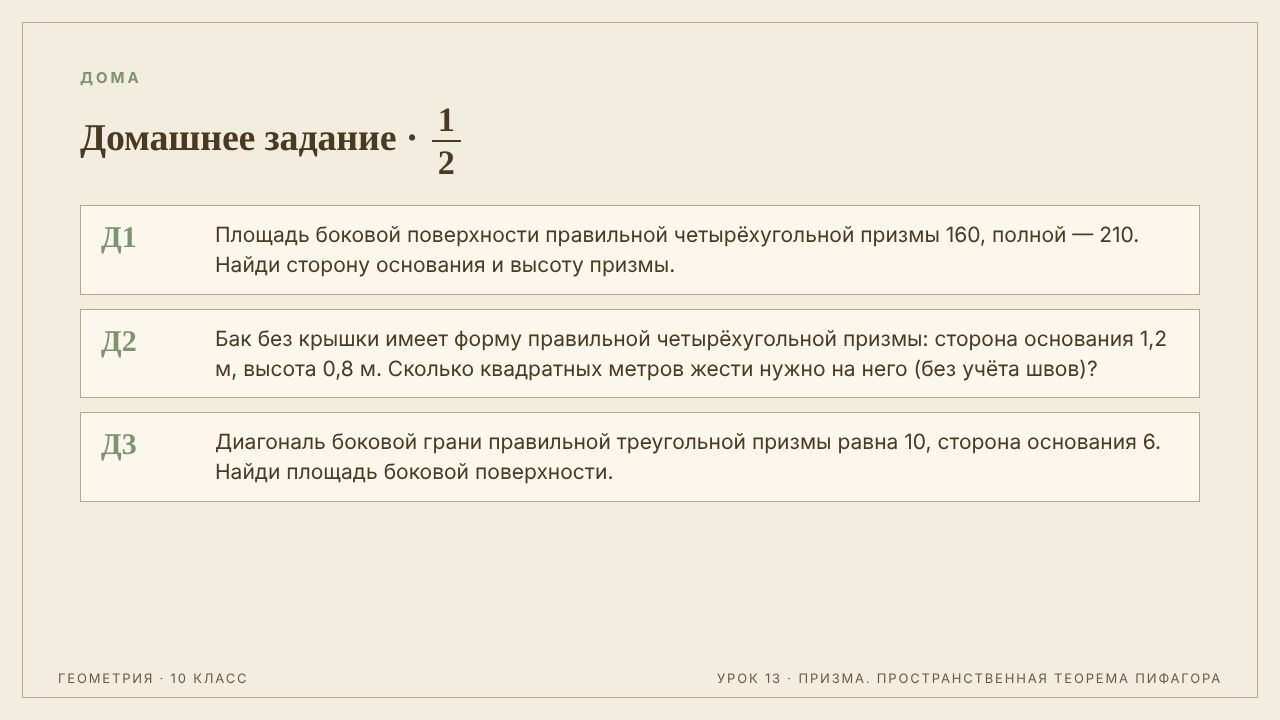 ДОМА
Домашнее задание · 1/2
Д1
Площадь боковой поверхности правильной четырёхугольной призмы 160, полной — 210.
Найди сторону основания и высоту призмы.
Д2
Бак без крышки имеет форму правильной четырёхугольной призмы: сторона основания 1,2
м, высота 0,8 м. Сколько квадратных метров жести нужно на него (без учёта швов)?
Д3
Диагональ боковой грани правильной треугольной призмы равна 10, сторона основания 6.
Найди площадь боковой поверхности.
ГЕОМЕТРИЯ · 10 КЛАСС
УРОК 13 · ПРИЗМА. ПРОСТРАНСТВЕННАЯ ТЕОРЕМА ПИФАГОРА